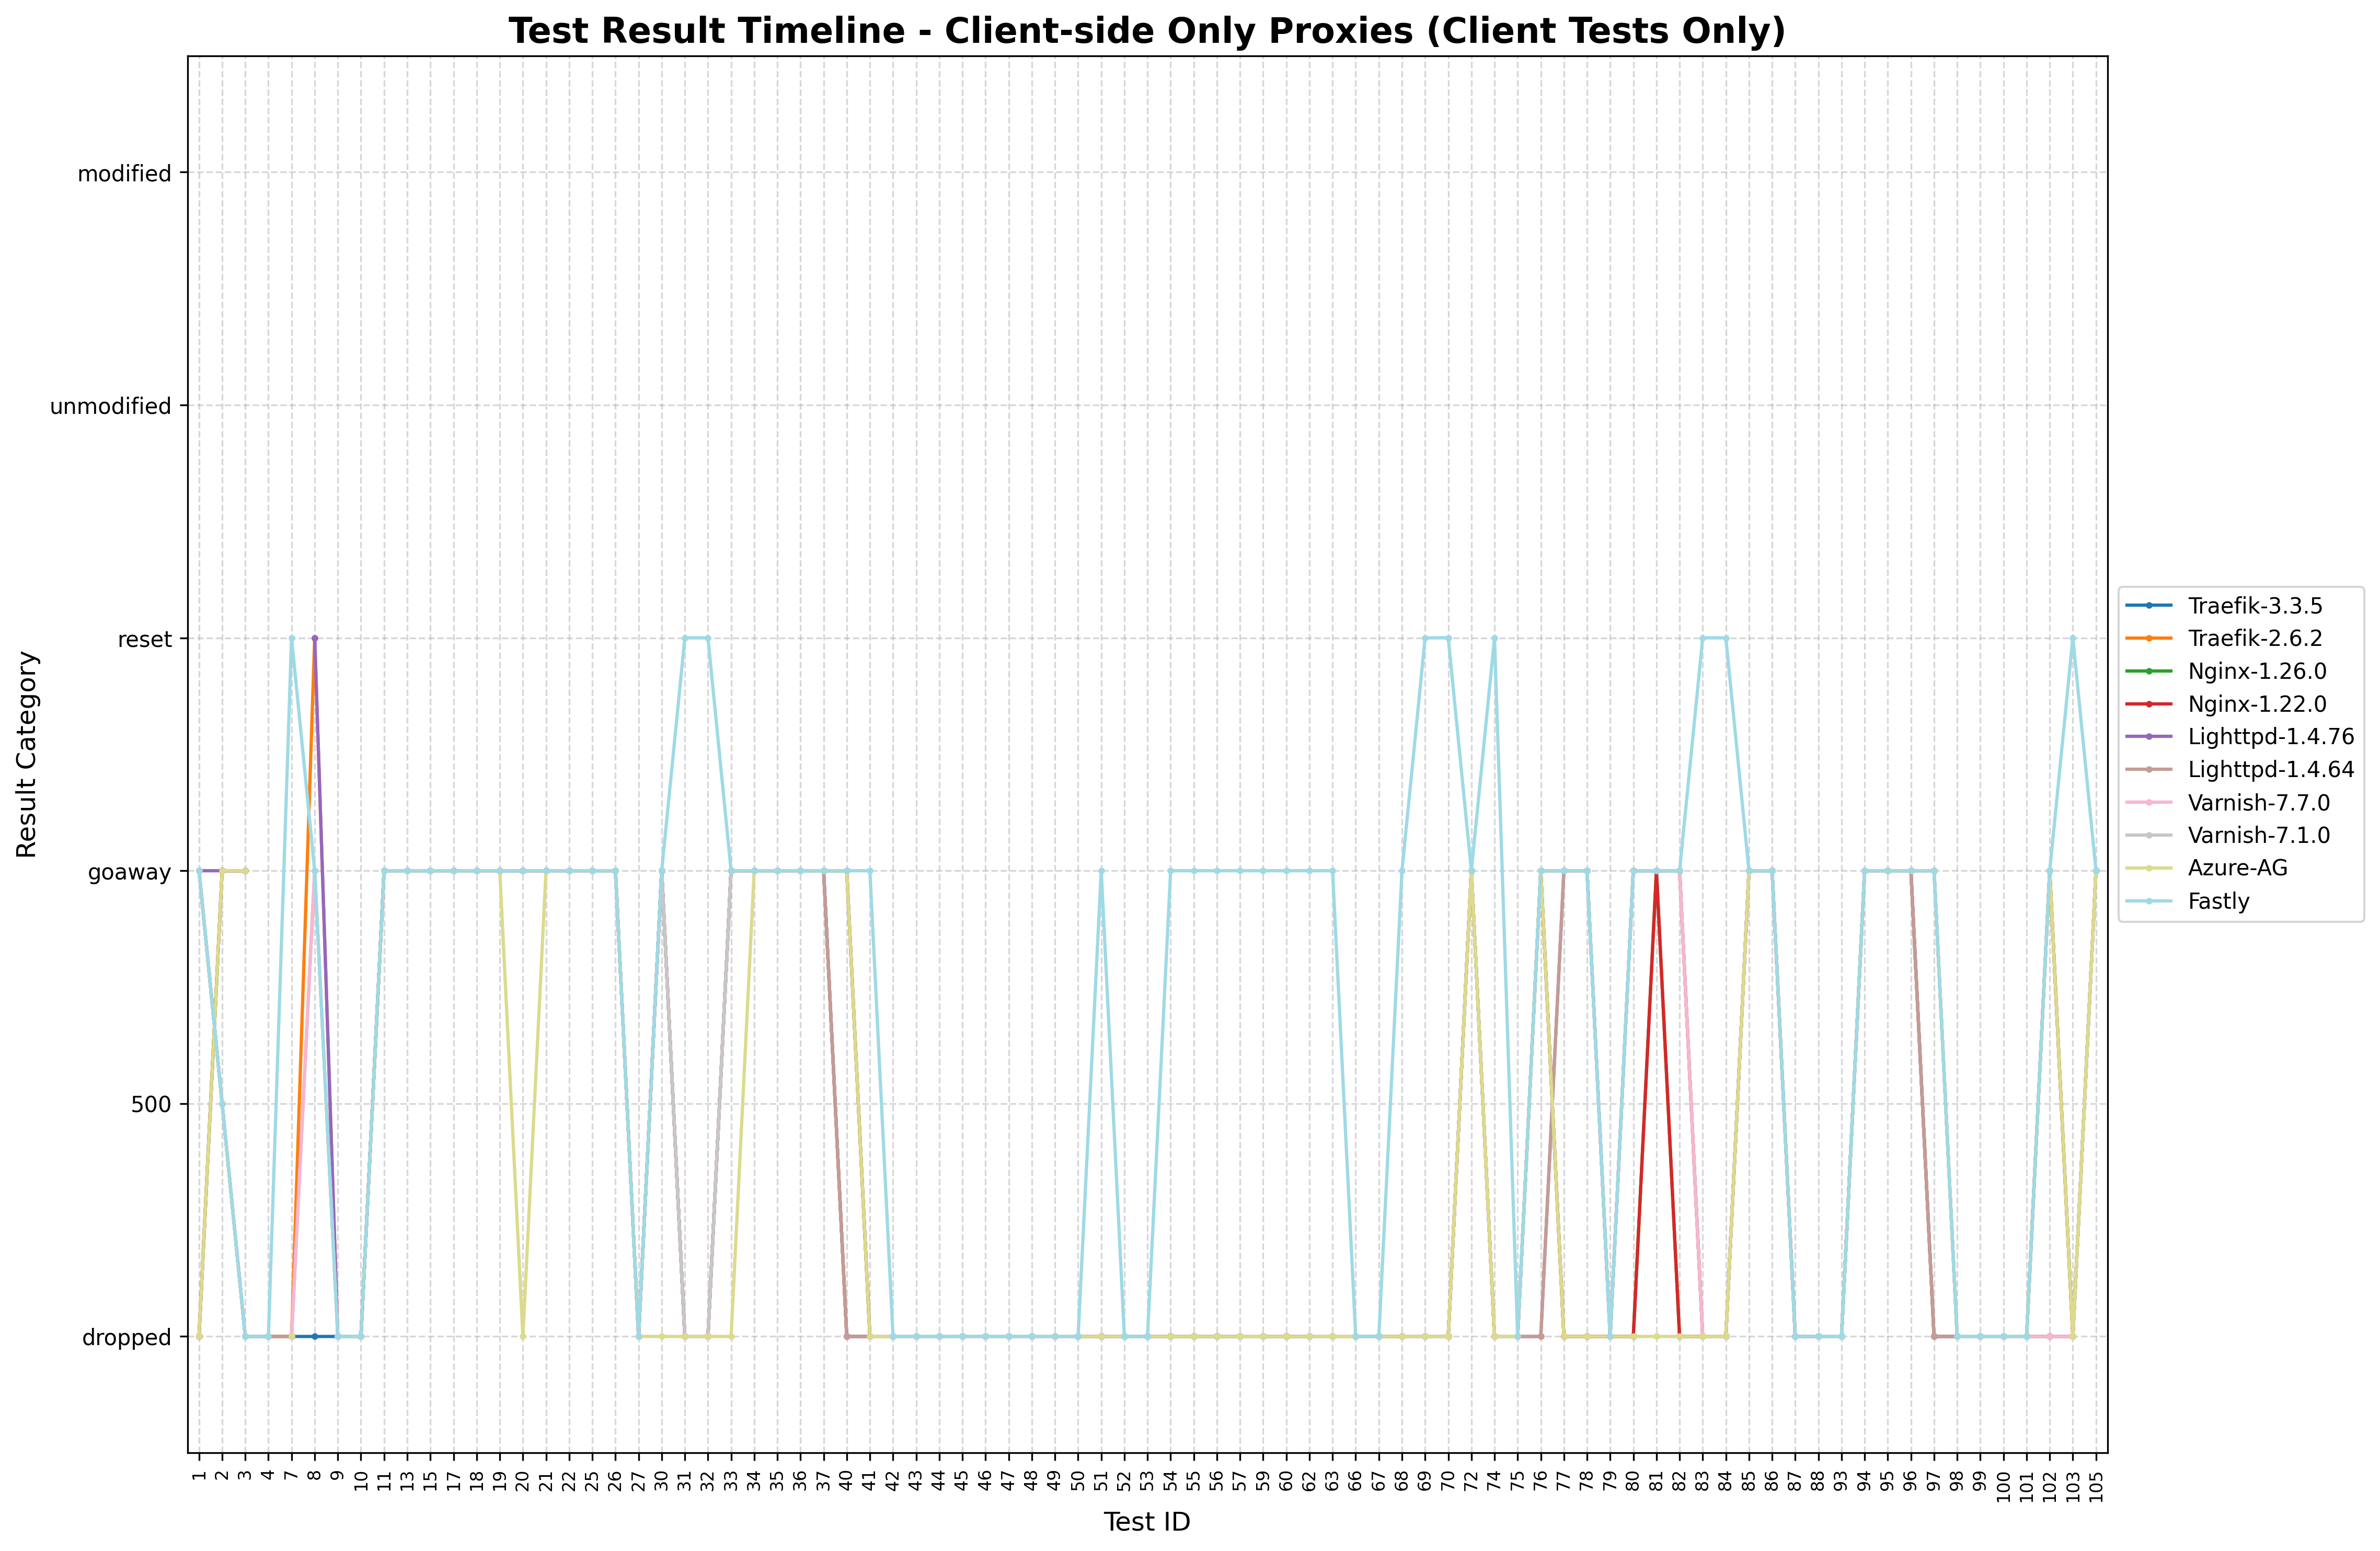 Test Result Timeline - Client-side Only Proxies (Client Tests Only)
Result Category
modified
unmodified
reset
goaway
500
dropped
1 2 3 4 7 8 9 10 11 13 15 17 18 19 20 21 22 25 26 27 30 31 32 33 34 35 36 37 40 41 42 43 44 45 46 47 48 49 50 51 52 53 54 55 56 57 59 60 62 63 66 67 68 69 70 72 74 75 76 77 78 79 80 81 82 83 84 85 86 87 88 93 94 95 96 97 98 99 100 101 102 103 105
Test ID
Traefik-3.3.5
Traefik-2.6.2
Nginx-1.26.0
Nginx-1.22.0
Lighttpd-1.4.76
Lighttpd-1.4.64
Varnish-7.7.0
Varnish-7.1.0
Azure-AG
Fastly